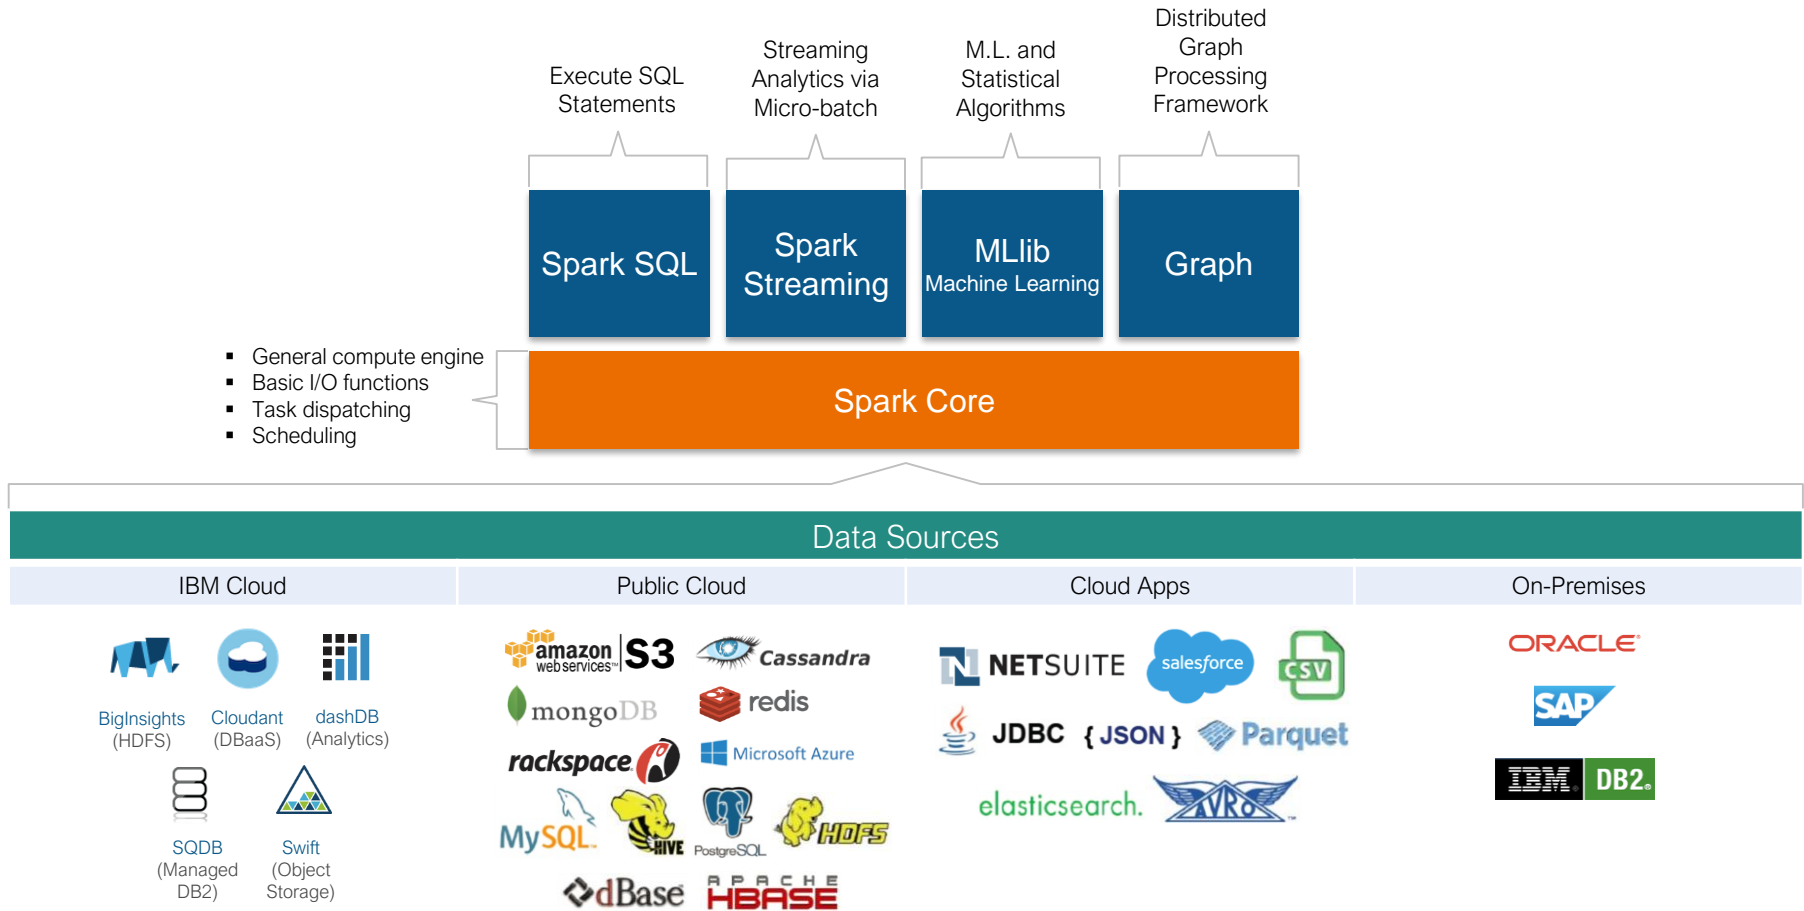 Execute SQL
Statements
Streaming
Analytics via
Micro-batch
M.L. and
Statistical
Algorithms
Distributed
Graph
Processing
Framework
Spark SQL
Spark
Streaming
MLlib
Machine Learning
Graph
▪ General compute engine
▪ Basic I/O functions
▪ Task dispatching
▪ Scheduling
Spark Core
Data Sources
IBM Cloud
Public Cloud
Cloud Apps
On-Premises
BigInsights
(HDFS)
Cloudant
(DBaaS)
dashDB
(Analytics)
SQDB
(Managed
DB2)
Swift
(Object
Storage)
amazon
webservices™
S3
Cassandra
mongoDB
redis
rackspace
Microsoft Azure
MySQL™
HIVE
PostgreSQL
HDFS
dBase
APACHE
HBASE
NETSUITE
salesforce
CSV
JDBC
{ JSON }
Parquet
elasticsearch.
AVRO™
ORACLE®
SAP
IBM®
DB2®